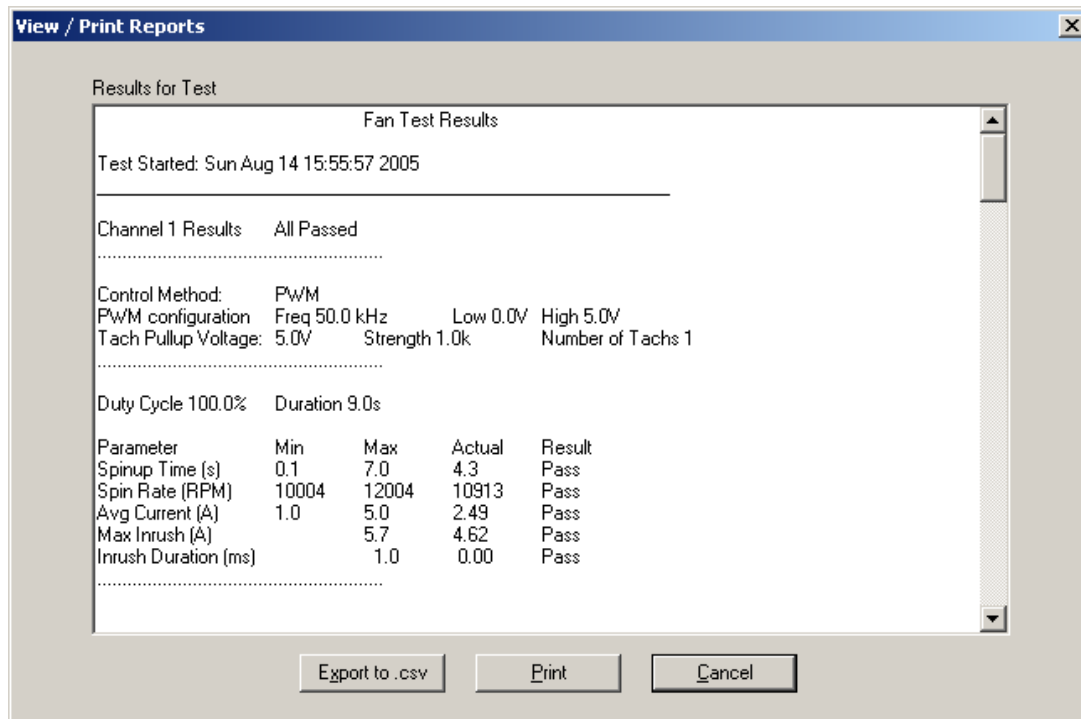 View / Print Reports
Results for Test
Fan Test Results
Test Started: Sun Aug 14 15:55:57 2005
Channel 1 Results All Passed
Control Method: PWM
PWM configuration Freq 50.0 kHz Low 0.0V High 5.0V
Tach Pullup Voltage: 5.0V Strength 1.0k Number of Tachs 1
Duty Cycle 100.0% Duration 9.0s
Parameter Min Max Actual Result
Spinup Time (s) 0.1 7.0 4.3 Pass
Spin Rate (RPM) 10004 12004 10913 Pass
Avg Current (A) 1.0 5.0 2.49 Pass
Max Inrush (A) 5.7 4.62 Pass
Inrush Duration (ms) 1.0 0.00 Pass
Export to .csv Print Cancel